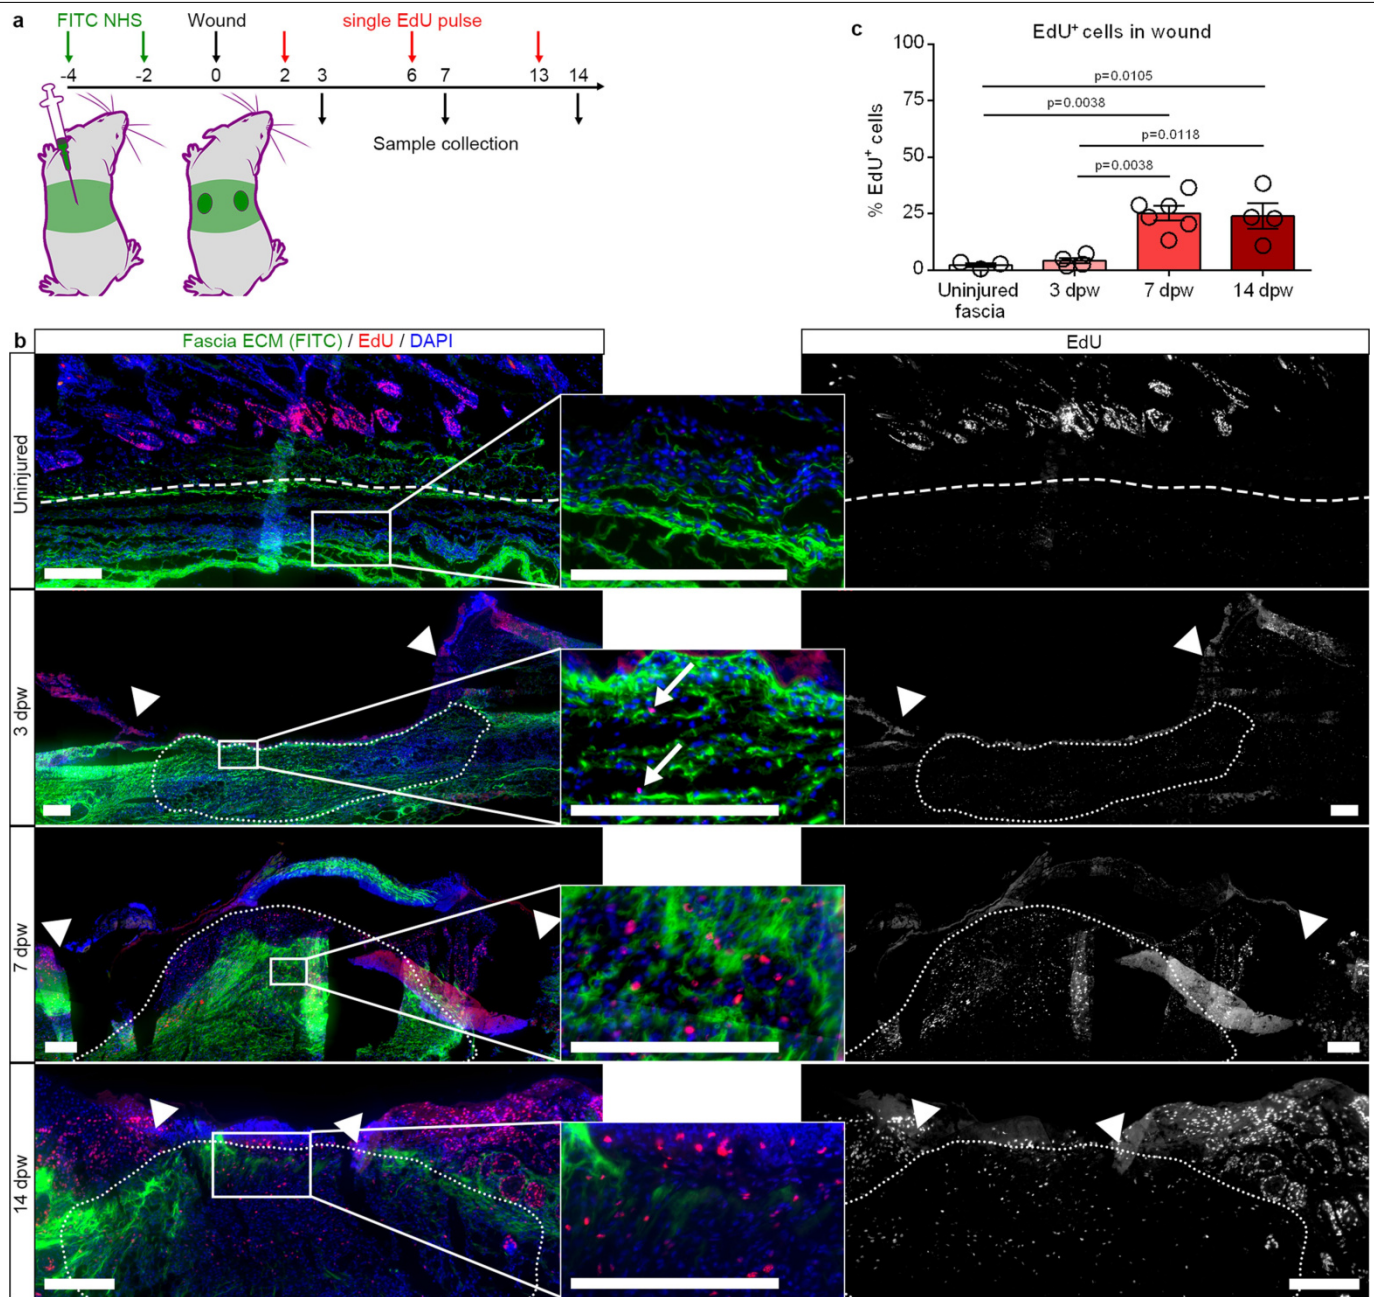 a
FITC NHS Wound single EdU pulse
-4 -2 0 2 3 6 7 13 14
Sample collection
c
EdU⁺ cells in wound
% EdU⁺ cells
100
75
50
25
0
p=0.0105
p=0.0038
p=0.0118
p=0.0038
Uninjured fascia
3 dpw
7 dpw
14 dpw
b
Fascia ECM (FITC) / EdU / DAPI
EdU
Uninjured
3 dpw
7 dpw
14 dpw